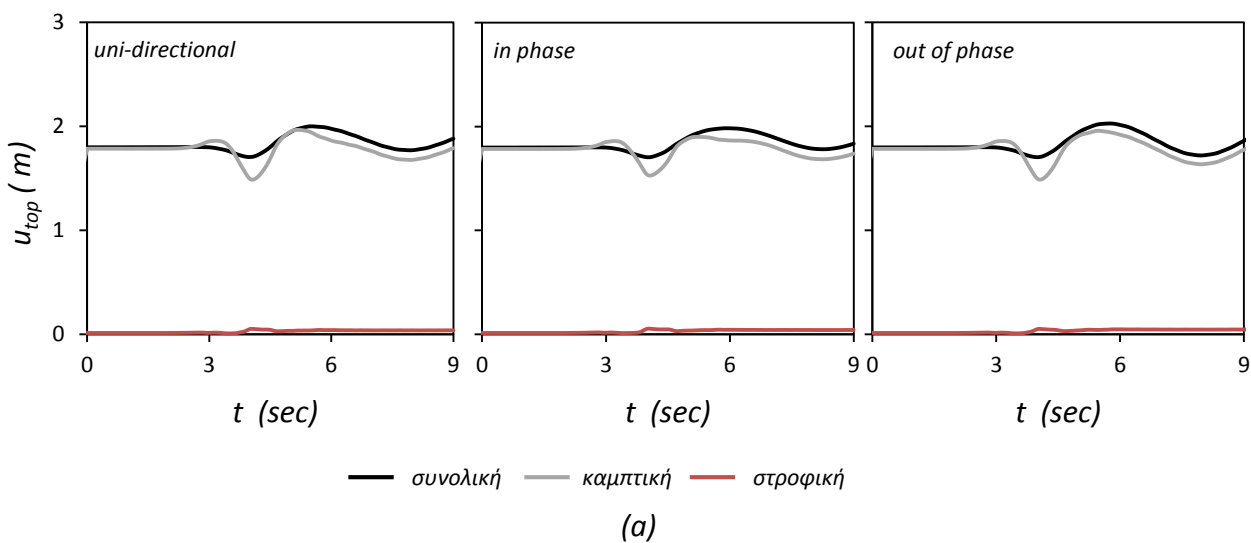 uni-directional
in phase
out of phase
3
2
1
0
u_top ( m)
0 3 6 9
0 3 6 9
0 3 6 9
t (sec)
t (sec)
t (sec)
συνολική
καμπτική
στροφική
(α)